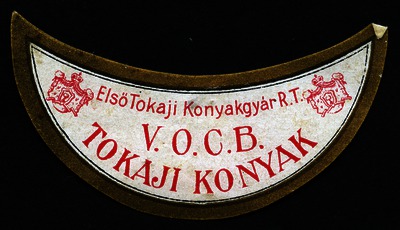 Első Tokaji Konyakgyár R.T.
V. O. C. B.
TOKAJI KONYAK